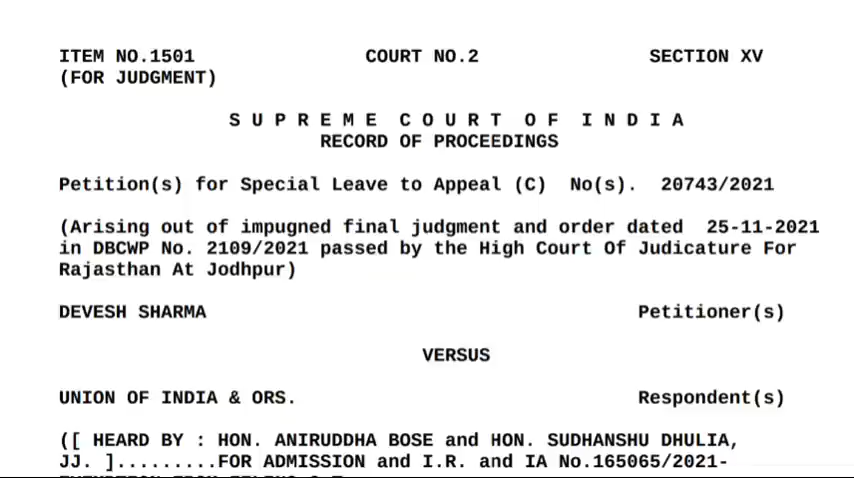 ITEM NO.1501 COURT NO.2 SECTION XV
(FOR JUDGMENT)
S U P R E M E C O U R T O F I N D I A
RECORD OF PROCEEDINGS
Petition(s) for Special Leave to Appeal (C) No(s). 20743/2021
(Arising out of impugned final judgment and order dated 25-11-2021
in DBCWP No. 2109/2021 passed by the High Court Of Judicature For
Rajasthan At Jodhpur)
DEVESH SHARMA Petitioner(s)
VERSUS
UNION OF INDIA & ORS. Respondent(s)
([ HEARD BY : HON. ANIRUDDHA BOSE and HON. SUDHANSHU DHULIA,
JJ. ].........FOR ADMISSION and I.R. and IA No.165065/2021-